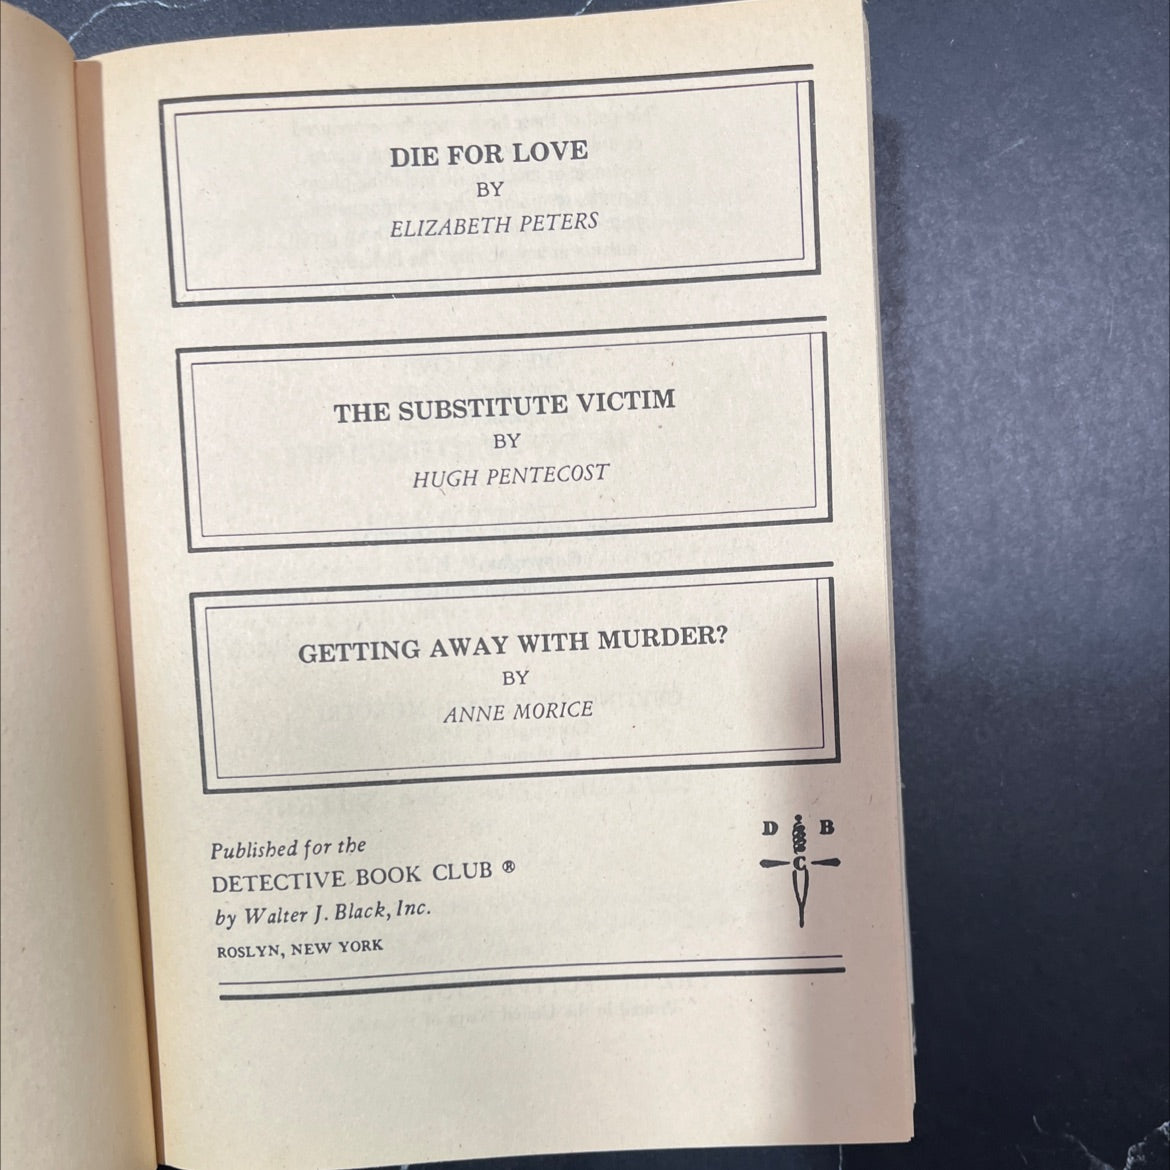 DIE FOR LOVE
BY
ELIZABETH PETERS
THE SUBSTITUTE VICTIM
BY
HUGH PENTECOST
GETTING AWAY WITH MURDER?
BY
ANNE MORICE
Published for the
DETECTIVE BOOK CLUB ®
by Walter J. Black, Inc.
ROSLYN, NEW YORK
D B
C